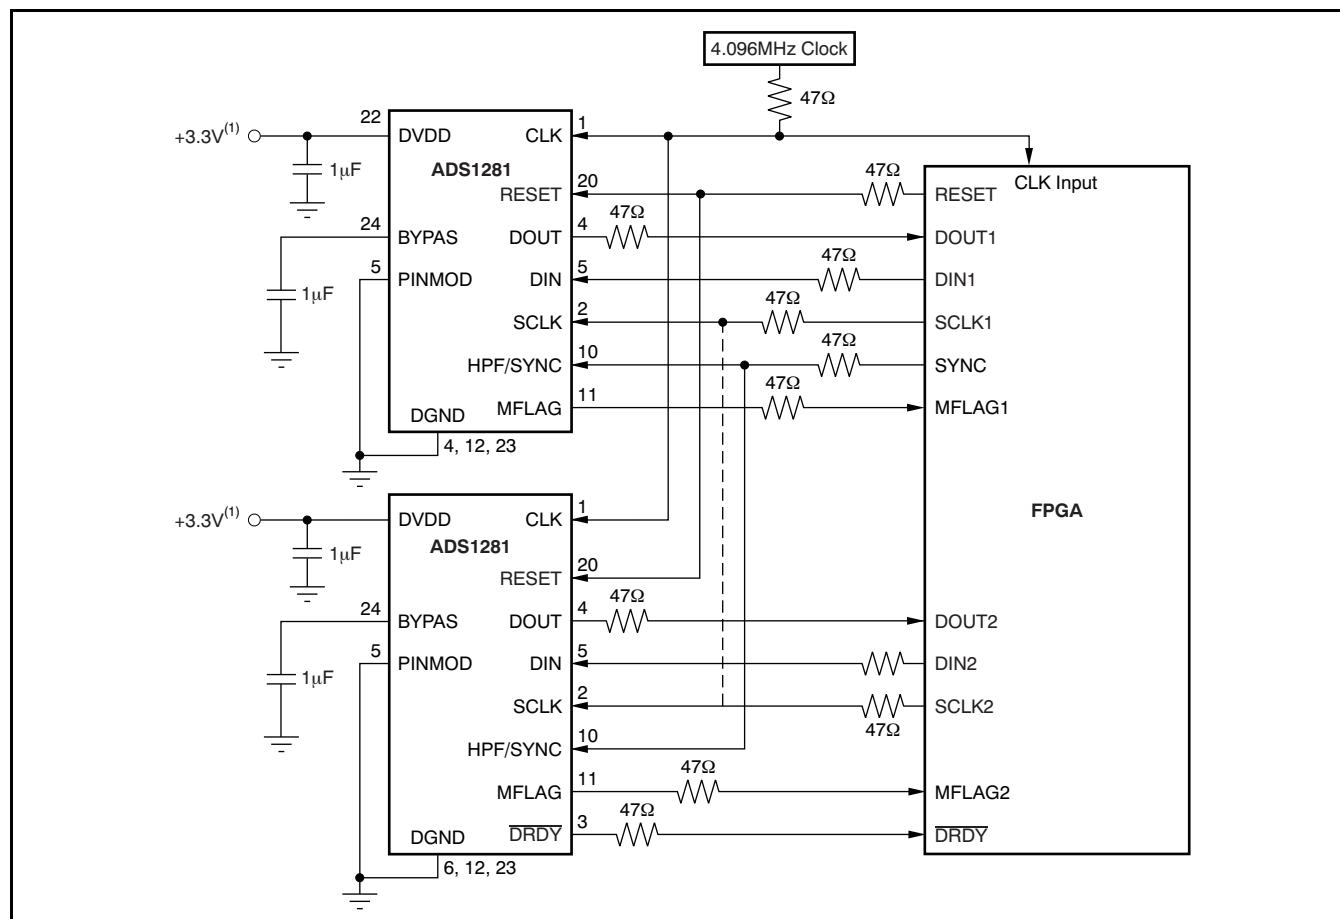 4.096MHz Clock
47Ω
+3.3V(1)
1μF
22
DVDD
CLK
1
ADS1281
RESET
20
24
BYPAS
DOUT
4
47Ω
5
PINMOD
DIN
5
1μF
SCLK
2
HPF/SYNC
10
MFLAG
11
DGND
4, 12, 23
47Ω
47Ω
47Ω
47Ω
47Ω
CLK Input
RESET
DOUT1
DIN1
SCLK1
SYNC
MFLAG1
FPGA
+3.3V(1)
1μF
DVDD
CLK
1
ADS1281
RESET
20
24
BYPAS
DOUT
4
47Ω
5
PINMOD
DIN
5
1μF
SCLK
2
HPF/SYNC
10
MFLAG
11
47Ω
DRDY
3
47Ω
DGND
6, 12, 23
47Ω
DOUT2
DIN2
SCLK2
MFLAG2
DRDY